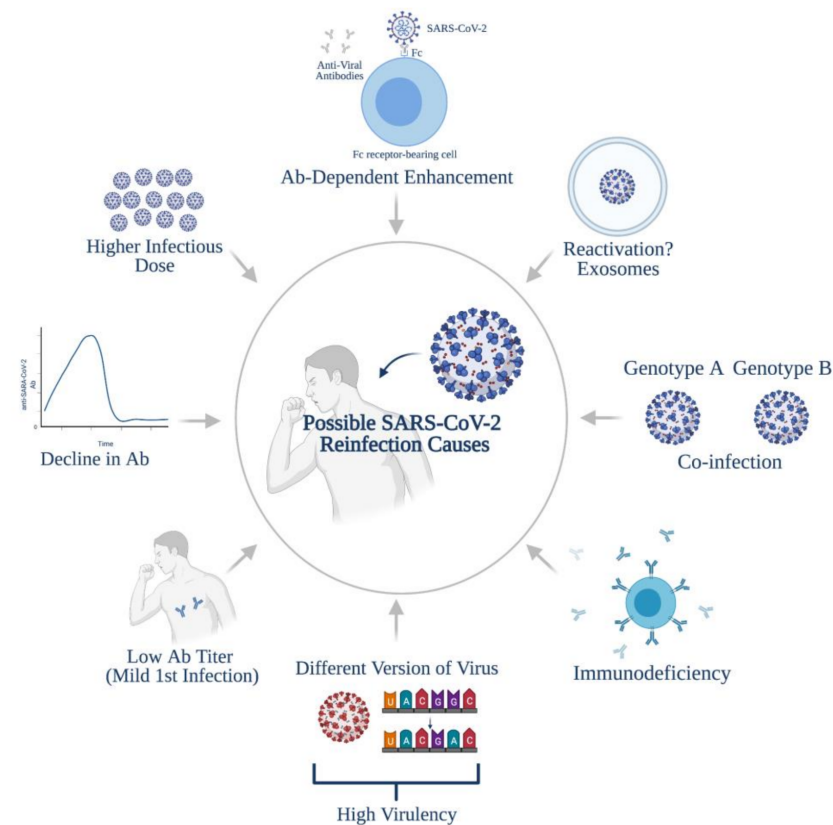 SARS-CoV-2
Fc
Anti-Viral
Antibodies
Fc receptor-bearing cell
Ab-Dependent Enhancement
Higher Infectious
Dose
Reactivation?
Exosomes
anti-SARA-CoV-2
Ab
0
Time
Decline in Ab
Possible SARS-CoV-2
Reinfection Causes
Genotype A Genotype B
Co-infection
Low Ab Titer
(Mild 1st Infection)
Different Version of Virus
U A C G G C
U A C G A C
High Virulency
Immunodeficiency